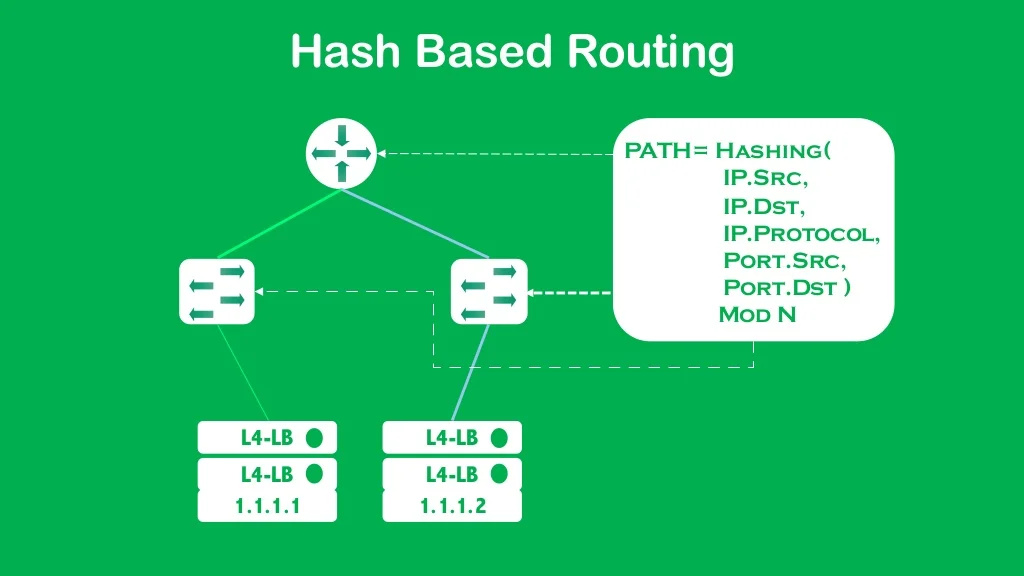 Hash Based Routing
PATH= HASHING(
IP.SRC,
IP.DST,
IP.PROTOCOL,
PORT.SRC,
PORT.DST )
MOD N
L4-LB
L4-LB
1.1.1.1
L4-LB
L4-LB
1.1.1.2